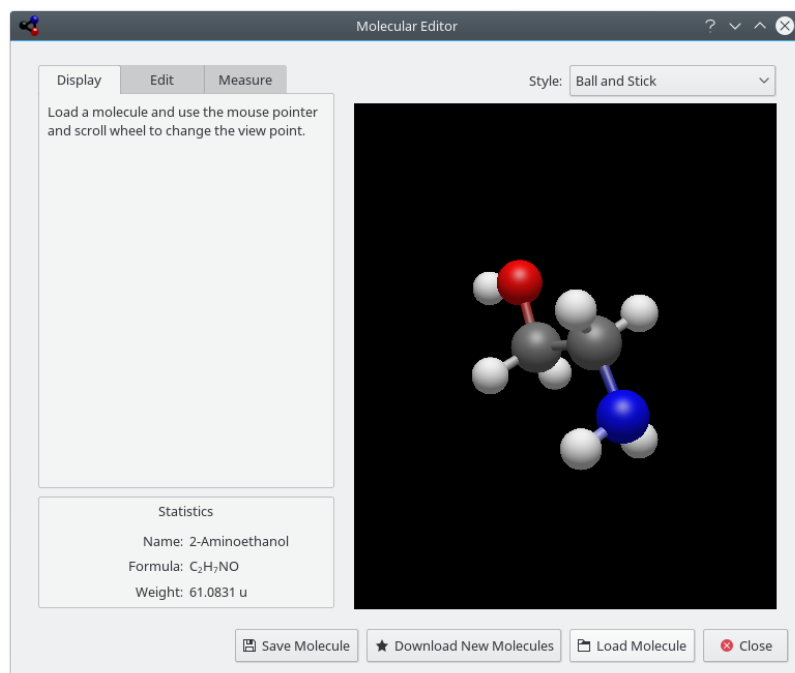 Molecular Editor
Display Edit Measure
Style: Ball and Stick
Load a molecule and use the mouse pointer
and scroll wheel to change the view point.
Statistics
Name: 2-Aminoethanol
Formula: C₂H₇NO
Weight: 61.0831 u
Save Molecule Download New Molecules Load Molecule Close